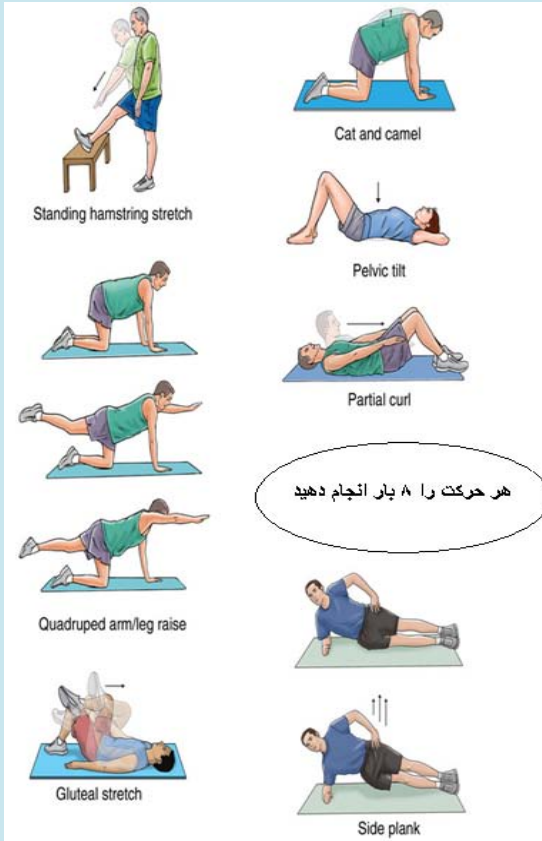 Standing hamstring stretch
Cat and camel
Pelvic tilt
Partial curl
هر حرکت را ۸ بار انجام دهید
Quadruped arm/leg raise
Gluteal stretch
Side plank